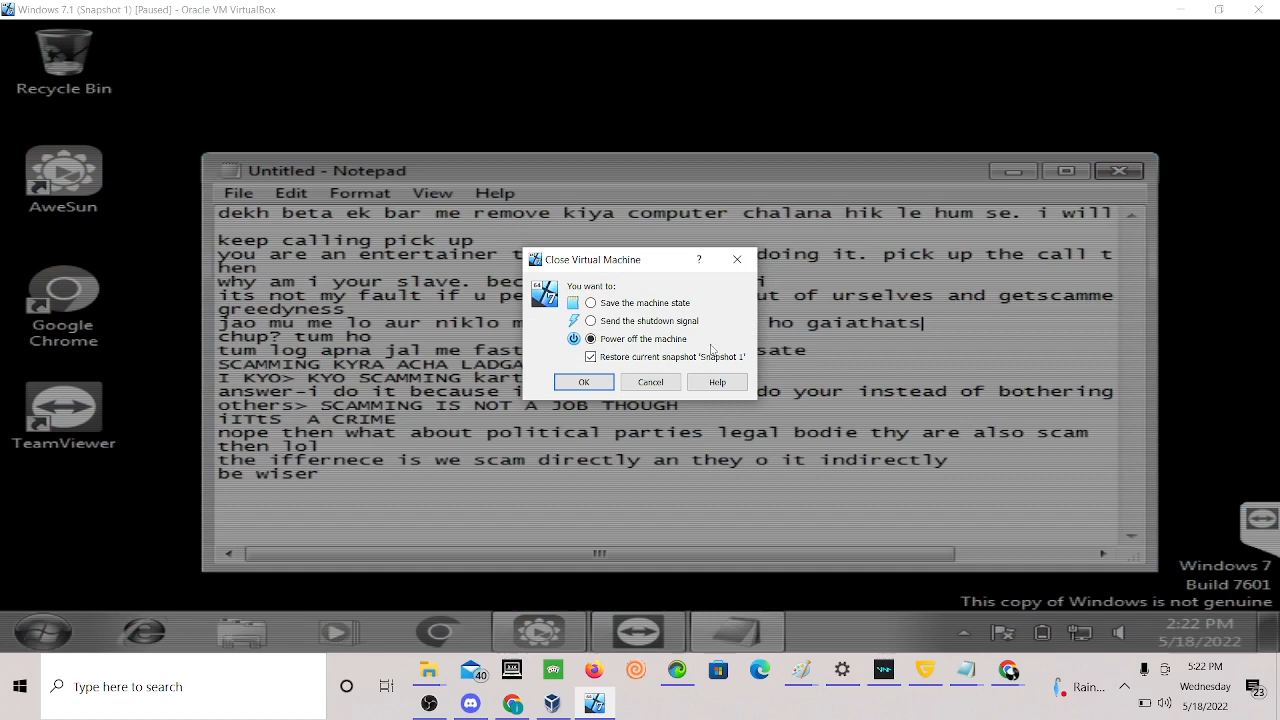 Windows 7.1 (Snapshot 1) [Paused] - Oracle VM VirtualBox
Recycle Bin
AweSun
Google
Chrome
TeamViewer
Untitled - Notepad
File Edit Format View Help
dekh beta ek bar me remove kiya computer chalana hik le hum se. i will
keep calling pick up
you are an entertainer t doing it. pick up the call t
hen
why am i your slave. bec i
its not my fault if u pe ut of urselves and getscamme
greedyness
jao mu me lo aur niklo m ho gaiathats
chup? tum ho
tum log apna jal me fast sate
SCAMMING KYRA ACHA LADGA
I KYO> KYO SCAMMING kart
answer-i do it because i do your instead of bothering
others> SCAMMING IS NOT A JOB THOUGH
iITtS A CRIME
nope then what about political parties legal bodie thy are also scam
then lol
the iffernece is we scam directly an they o it indirectly
be wiser
Close Virtual Machine
?
You want to:
64
7
Save the machine state
Send the shutdown signal
Power off the machine
Restore current snapshot 'Snapshot 1'
OK Cancel Help
Windows 7
Build 7601
This copy of Windows is not genuine
2:22 PM
5/18/2022
Type here to search
40
Rain...
5:22 PM
Wednesday
5/18/2022
23